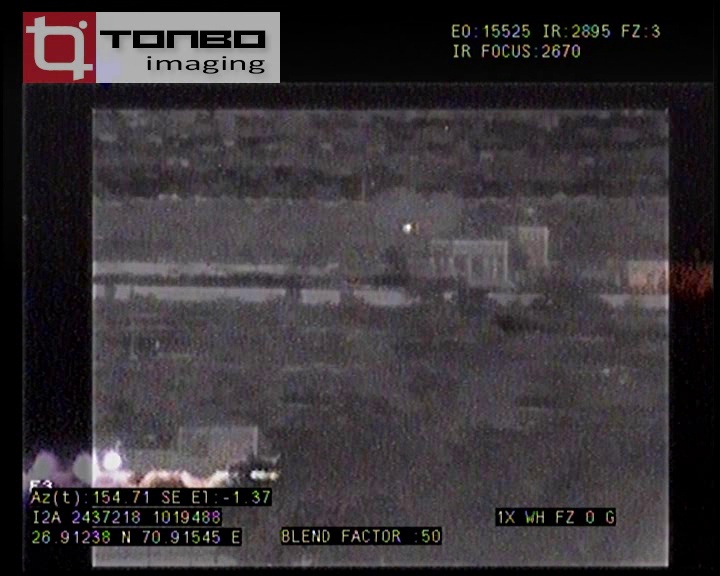 TONBO
imaging
EO:15525 IR:2895 FZ:3
IR FOCUS:2670
Az(t):154.71 SE El:-1.37
I2A 2437218 1019488
1X WH FZ O G
26.91238 N 70.91545 E
BLEND FACTOR :50